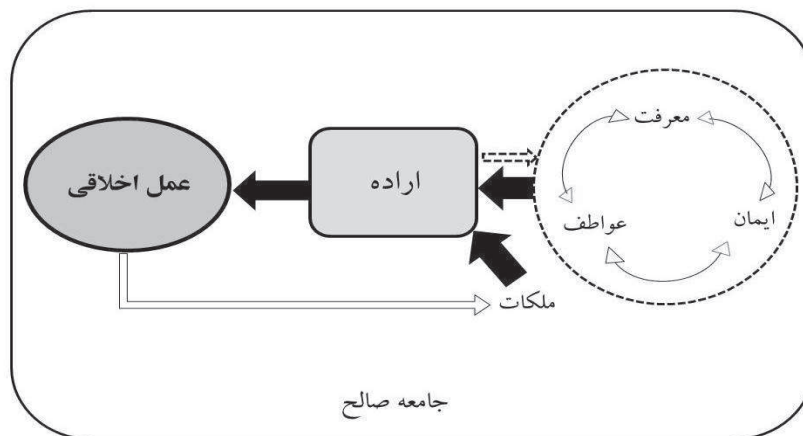 معرفت
ایمان
عواطف
اراده
عمل اخلاقی
ملکات
جامعه صالح